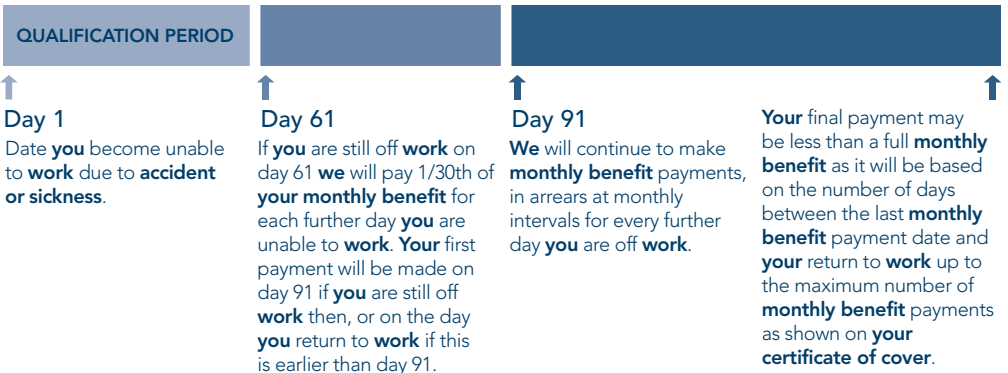 QUALIFICATION PERIOD
Day 1
Date you become unable
to work due to accident
or sickness.
Day 61
If you are still off work on
day 61 we will pay 1/30th of
your monthly benefit for
each further day you are
unable to work. Your first
payment will be made on
day 91 if you are still off
work then, or on the day
you return to work if this
is earlier than day 91.
Day 91
We will continue to make
monthly benefit payments,
in arrears at monthly
intervals for every further
day you are off work.
Your final payment may
be less than a full monthly
benefit as it will be based
on the number of days
between the last monthly
benefit payment date and
your return to work up to
the maximum number of
monthly benefit payments
as shown on your
certificate of cover.